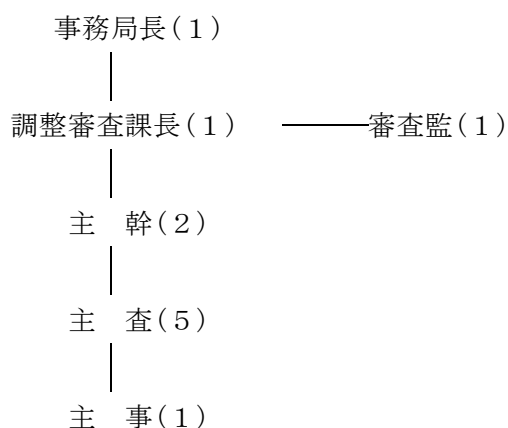 事務局長(１)
調整審査課長(１) 審査監(１)
主　幹(２)
主　査(５)
主　事(１)